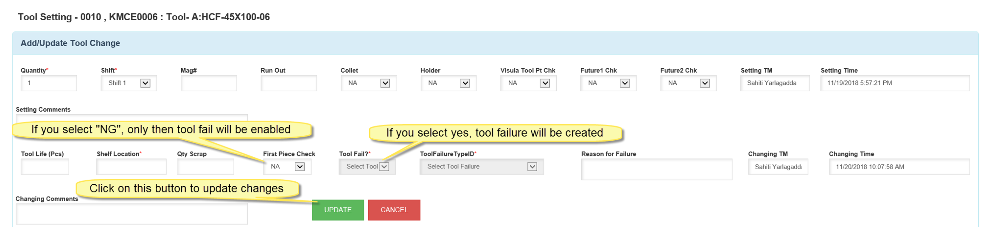 Tool Setting - 0010 , KMCE0006 : Tool- A:HCF-45X100-06
Add/Update Tool Change
Quantity* Shift* Mag# Run Out Collet Holder Visula Tool Pt Chk Future1 Chk Future2 Chk Setting TM Setting Time
1 Shift 1 NA NA NA NA NA Sahiti Yarlagadda 11/19/2018 5:57:21 PM
Setting Comments
If you select "NG", only then tool fail will be enabled
If you select yes, tool failure will be created
Tool Life (Pcs) Shelf Location* Qty Scrap First Piece Check Tool Fail?* ToolFailureTypeID* Reason for Failure Changing TM Changing Time
NA Select Tool Select Tool Failure Sahiti Yarlagadd 11/20/2018 10:07:58 AM
Click on this button to update changes
Changing Comments
UPDATE CANCEL